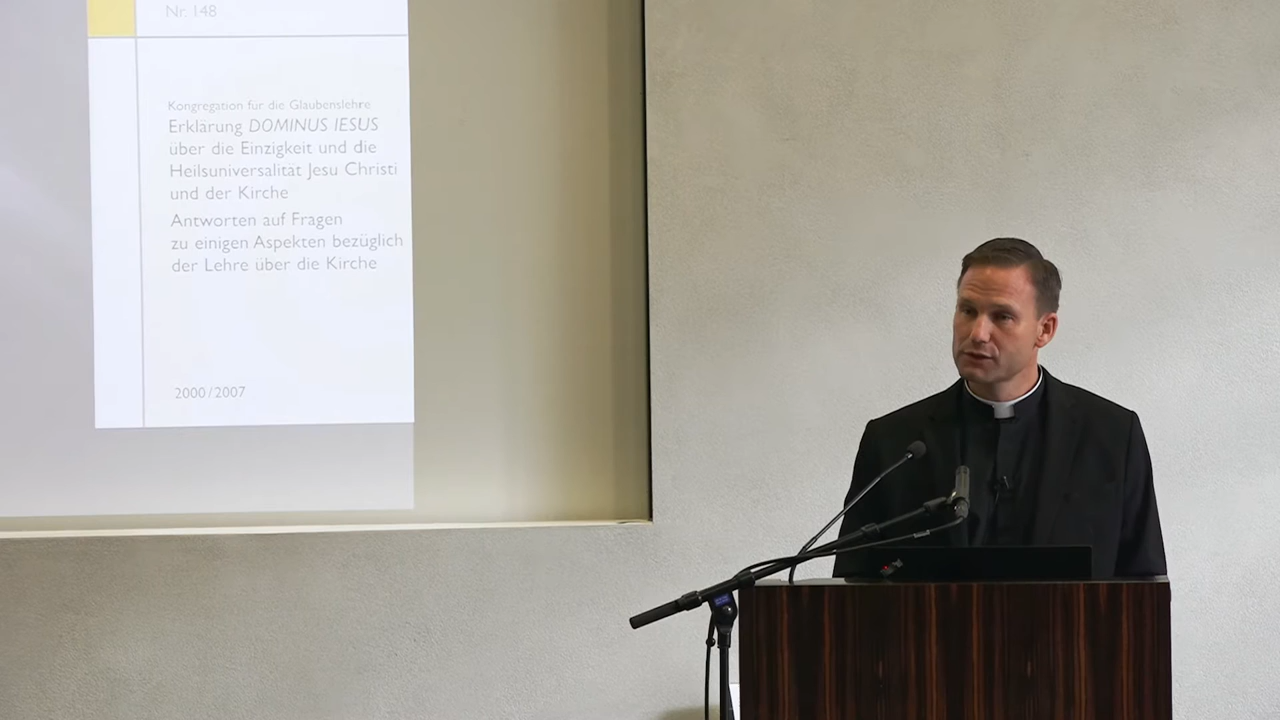 Nr. 148
Kongregation für die Glaubenslehre
Erklärung DOMINUS IESUS
über die Einzigkeit und die
Heilsuniversalität Jesu Christi
und der Kirche
Antworten auf Fragen
zu einigen Aspekten bezüglich
der Lehre über die Kirche
2000/2007